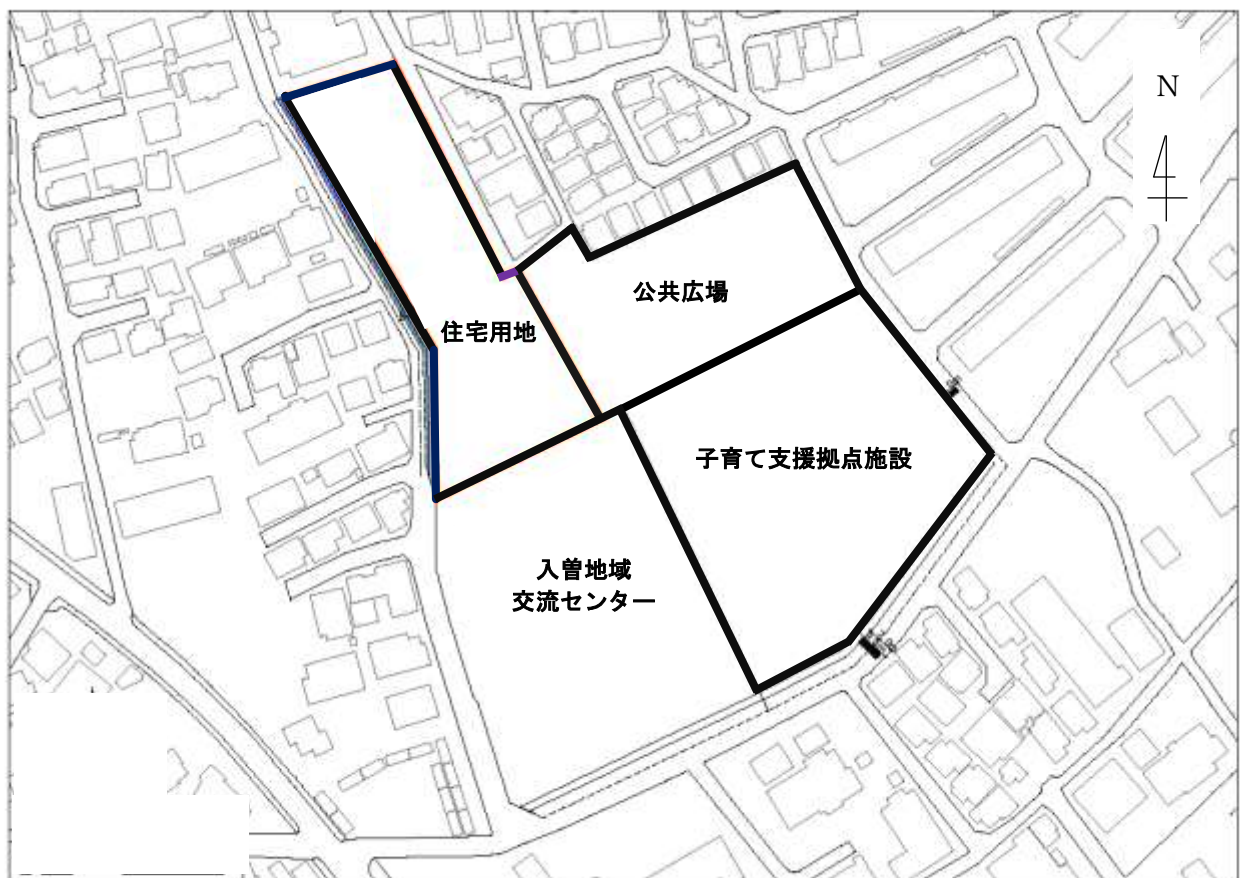 N
公共広場
住宅用地
子育て支援拠点施設
入曽地域
交流センター